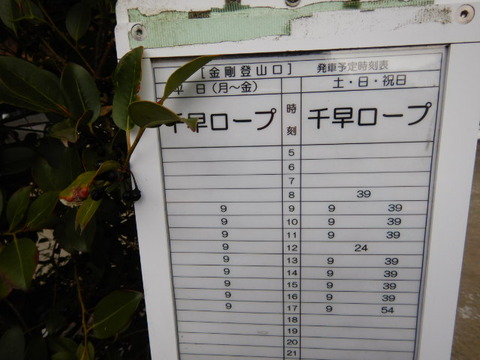 [金剛登山口] 発車予定時刻表
平日(月〜金) 時刻 土・日・祝日
千早ロープ 千早ロープ
5
6
7
8 39
9 9 9 39
9 10 9 39
9 11 9 39
9 12 24
9 13 9 39
9 14 9 39
9 15 9 39
9 16 9 39
9 17 9 54
18
19
20
21